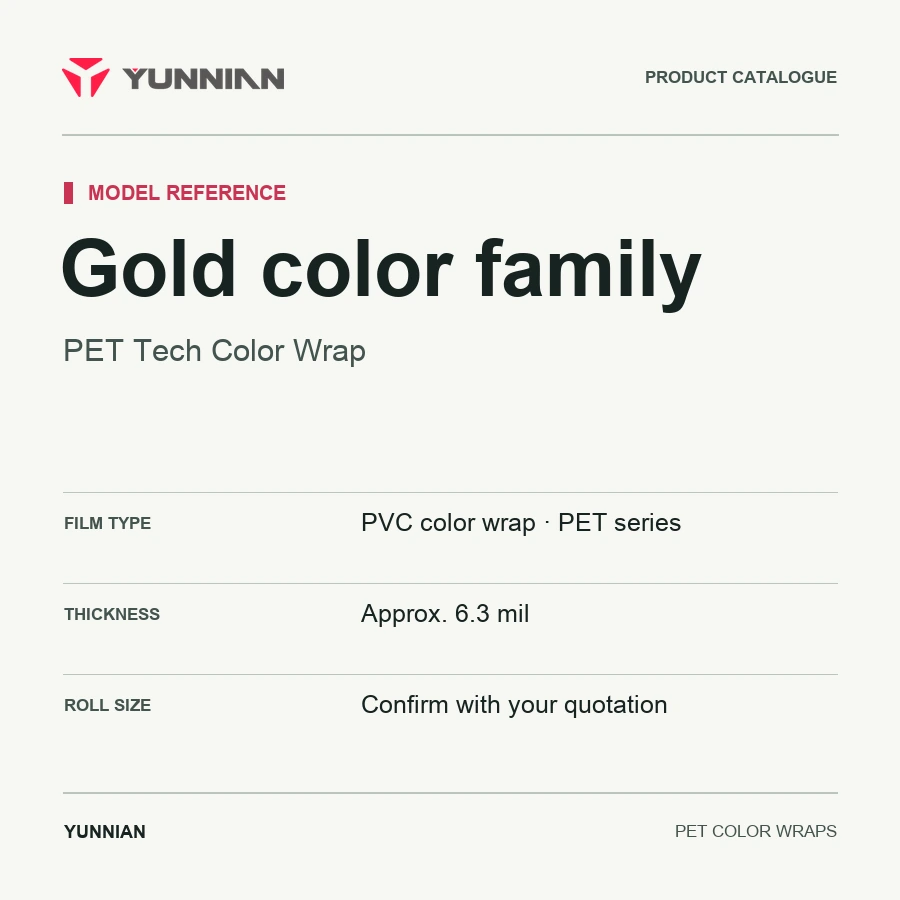 YUNNIAN
PRODUCT CATALOGUE
MODEL REFERENCE
Gold color family
PET Tech Color Wrap
FILM TYPE
PVC color wrap · PET series
THICKNESS
Approx. 6.3 mil
ROLL SIZE
Confirm with your quotation
YUNNIAN
PET COLOR WRAPS